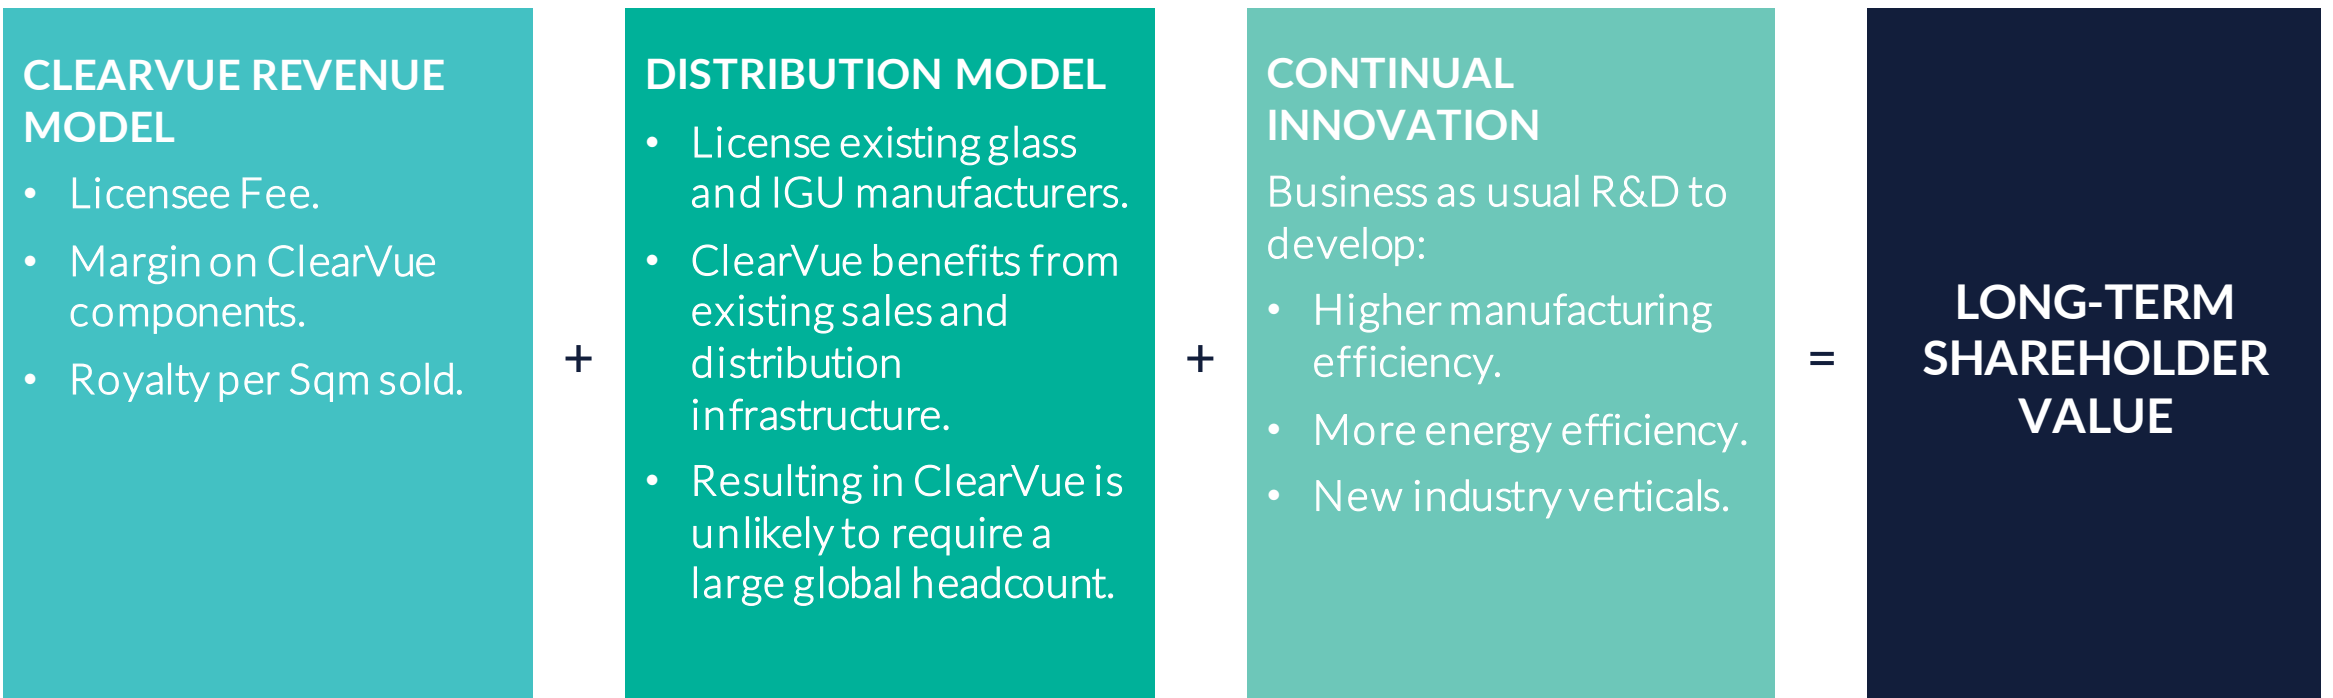 CLEARVUE REVENUE
MODEL
• Licensee Fee.
• Margin on ClearVue
components.
• Royalty per Sqm sold.
+
DISTRIBUTION MODEL
• License existing glass
and IGU manufacturers.
• ClearVue benefits from
existing sales and
distribution
infrastructure.
• Resulting in ClearVue is
unlikely to require a
large global headcount.
+
CONTINUAL
INNOVATION
Business as usual R&D to
develop:
• Higher manufacturing
efficiency.
• More energy efficiency.
• New industry verticals.
=
LONG-TERM
SHAREHOLDER
VALUE